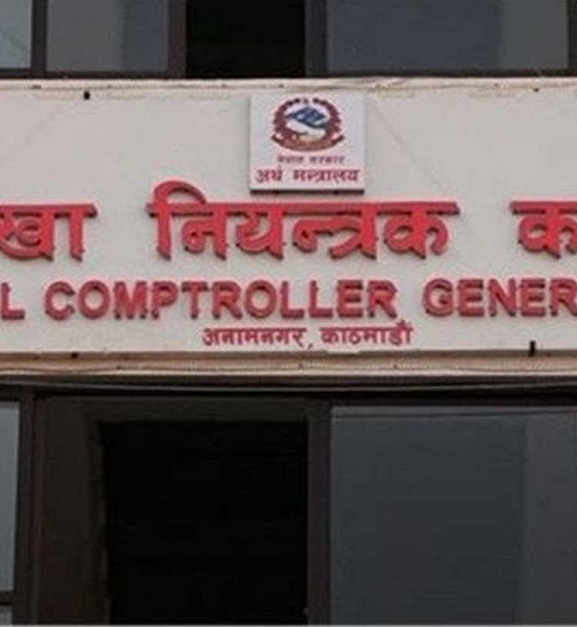 नेपाल सरकार
अर्थ मन्त्रालय
खा नियन्त्रक क
L COMPTROLLER GENER
अनामनगर, काठमाडौं